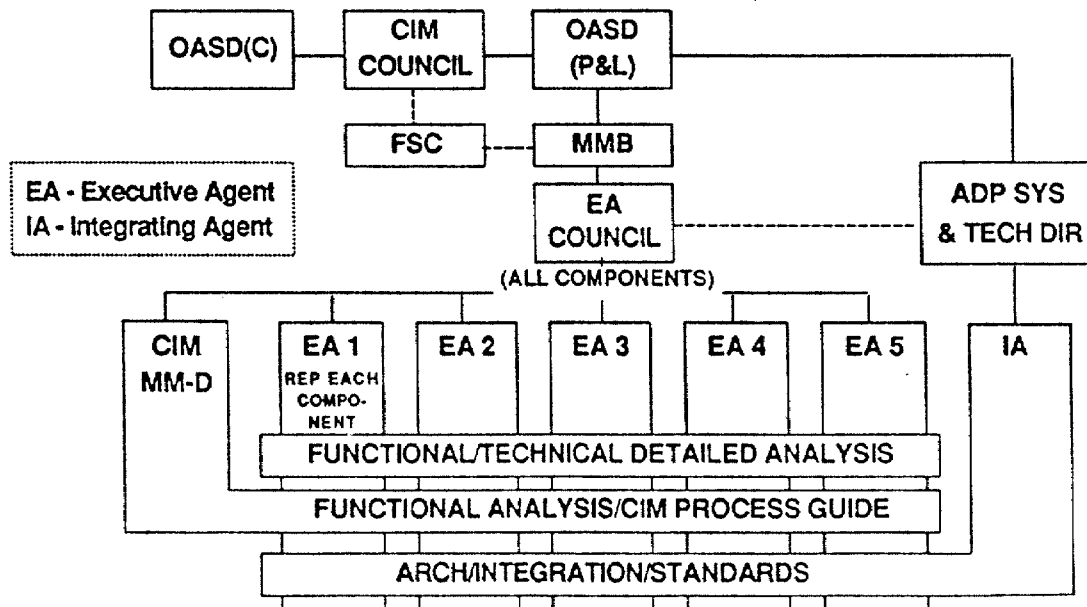 OASD(C)
CIM
COUNCIL
OASD
(P&L)
FSC
MMB
EA - Executive Agent
IA - Integrating Agent
EA
COUNCIL
ADP SYS
& TECH DIR
(ALL COMPONENTS)
CIM
MM-D
EA 1
REP EACH
COMPO-
NENT
EA 2
EA 3
EA 4
EA 5
IA
FUNCTIONAL/TECHNICAL DETAILED ANALYSIS
FUNCTIONAL ANALYSIS/CIM PROCESS GUIDE
ARCH/INTEGRATION/STANDARDS